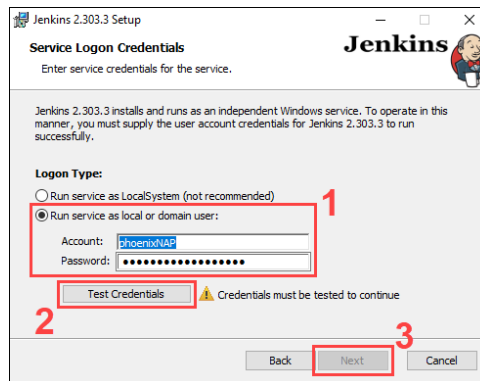 Jenkins 2.303.3 Setup
Service Logon Credentials
Jenkins
Enter service credentials for the service.
Jenkins 2.303.3 installs and runs as an independent Windows service. To operate in this
manner, you must supply the user account credentials for Jenkins 2.303.3 to run
successfully.
Logon Type:
Run service as LocalSystem (not recommended)
1
Run service as local or domain user:
Account: phoenixNAP
Password: ••••••••••••••••••
Test Credentials Credentials must be tested to continue
2
3
Back Next Cancel